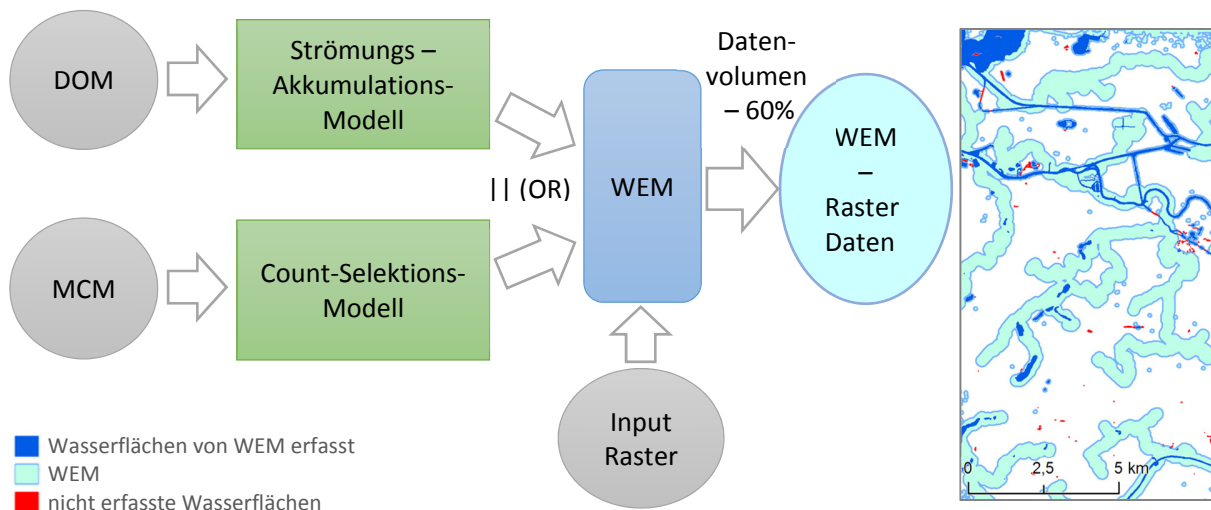 DOM
Strömungs –
Akkumulations-
Modell
MCM
Count-Selektions-
Modell
|| (OR)
WEM
Input
Raster
Daten-
volumen
– 60%
WEM
–
Raster
Daten
Wasserflächen von WEM erfasst
WEM
nicht erfasste Wasserflächen
0 2,5 5 km